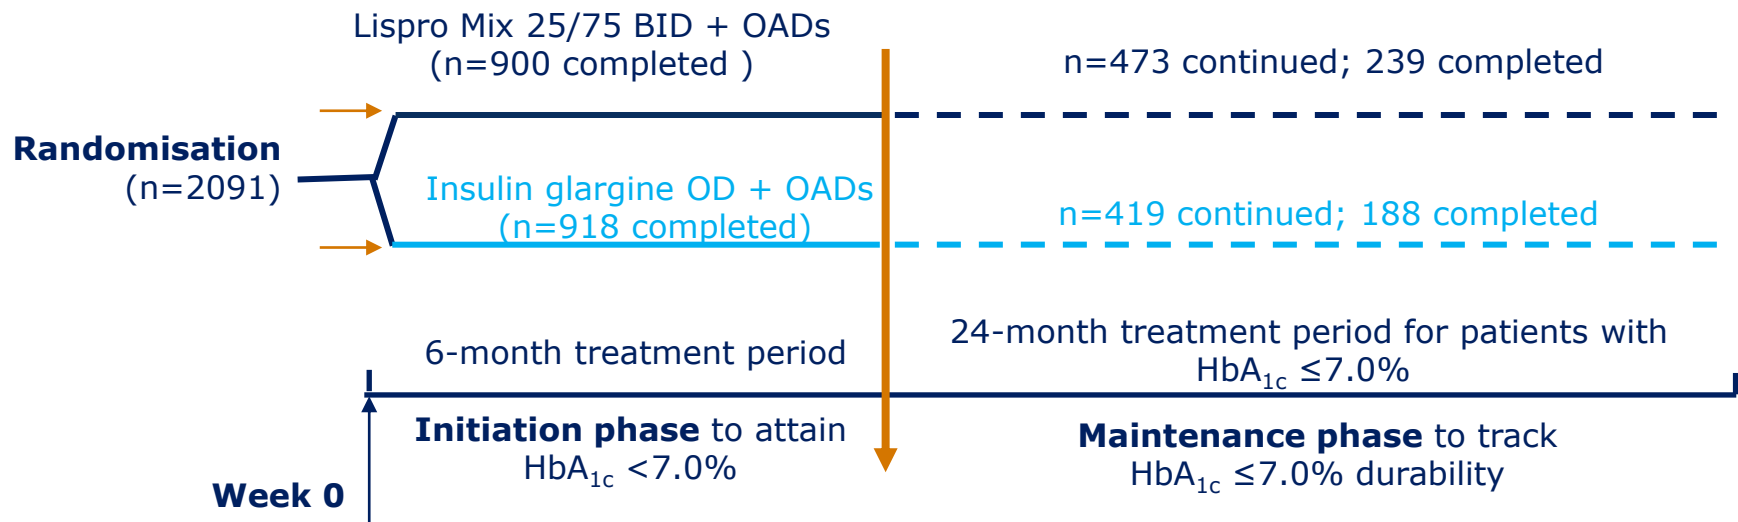 Lispro Mix 25/75 BID + OADs
(n=900 completed )
n=473 continued; 239 completed
Randomisation
(n=2091)
Insulin glargine OD + OADs
(n=918 completed)
n=419 continued; 188 completed
6-month treatment period
24-month treatment period for patients with
HbA1c ≤7.0%
Initiation phase to attain
HbA1c <7.0%
Maintenance phase to track
HbA1c ≤7.0% durability
Week 0